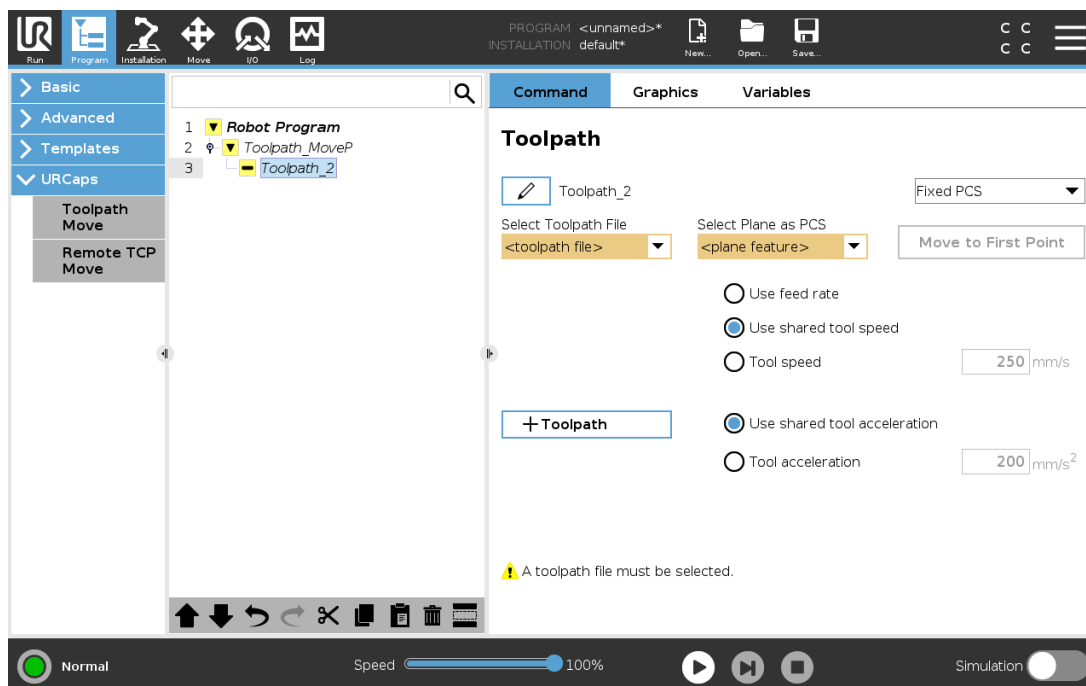 PROGRAM <unnamed>*
INSTALLATION default*
UR
Run
Program
Installation
Move
I/O
Log
New...
Open...
Save...
C C
C C
Basic
Advanced
Templates
URCaps
Toolpath
Move
Remote TCP
Move
1 Robot Program
2 Toolpath_MoveP
3 Toolpath_2
Command Graphics Variables
Toolpath
Toolpath_2
Fixed PCS
Select Toolpath File
Select Plane as PCS
<toolpath file>
<plane feature>
Move to First Point
Use feed rate
Use shared tool speed
Tool speed 250 mm/s
+Toolpath
Use shared tool acceleration
Tool acceleration 200 mm/s²
A toolpath file must be selected.
Normal
Speed 100%
Simulation